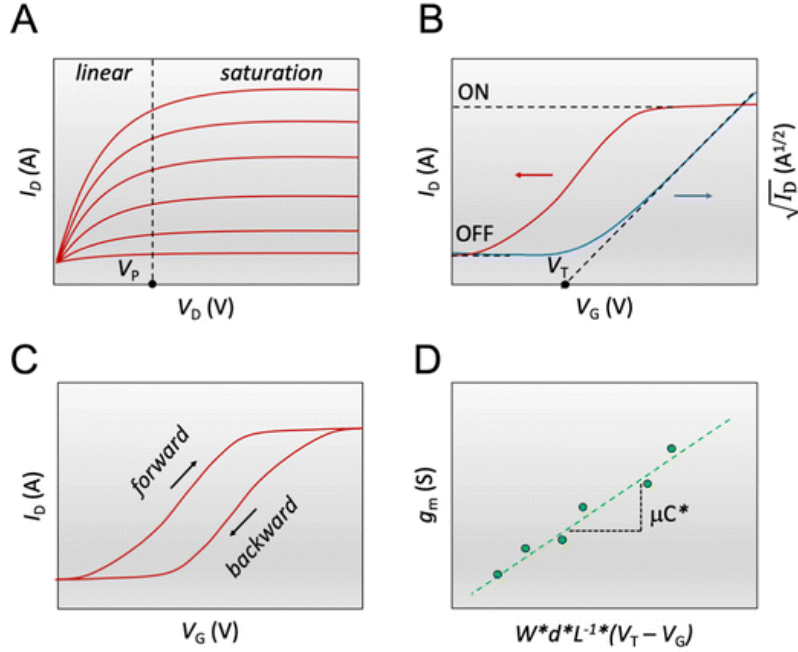 A
linear
saturation
I_D (A)
V_P
V_D (V)
B
ON
OFF
I_D (A)
√I_D (A^1/2)
V_T
V_G (V)
C
forward
backward
I_D (A)
V_G (V)
D
g_m (S)
μC*
W*d*L^-1*(V_T – V_G)